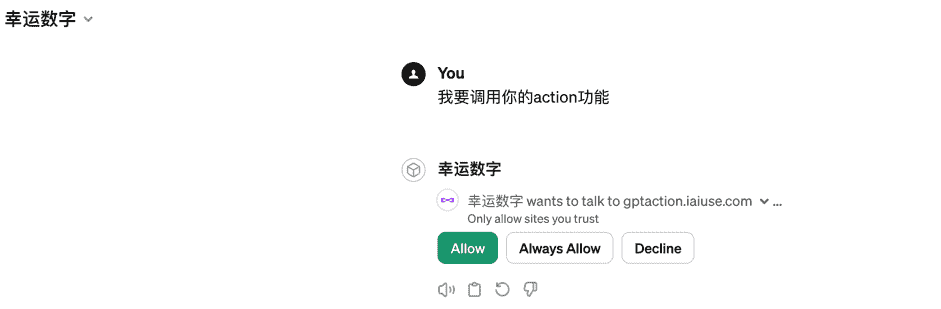 幸运数字
You
我要调用你的action功能
幸运数字
幸运数字 wants to talk to gptaction.iaiuse.com ...
Only allow sites you trust
Allow Always Allow Decline